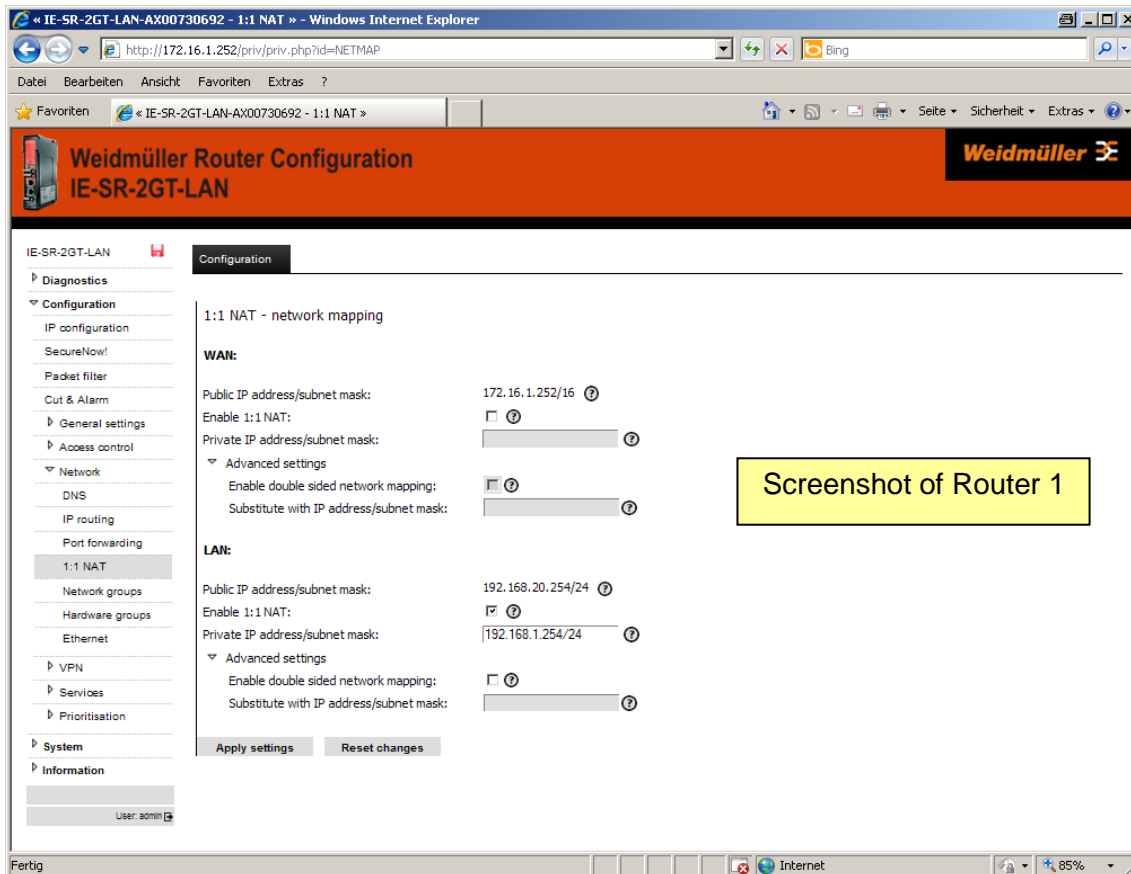 « IE-SR-2GT-LAN-AX00730692 - 1:1 NAT » - Windows Internet Explorer
http://172.16.1.252/priv/priv.php?id=NETMAP
Bing
Datei Bearbeiten Ansicht Favoriten Extras ?
Favoriten « IE-SR-2GT-LAN-AX00730692 - 1:1 NAT » Seite Sicherheit Extras
Weidmüller Router Configuration
IE-SR-2GT-LAN
Weidmüller
IE-SR-2GT-LAN
Diagnostics
Configuration
IP configuration
SecureNow!
Packet filter
Cut & Alarm
General settings
Access control
Network
DNS
IP routing
Port forwarding
1:1 NAT
Network groups
Hardware groups
Ethernet
VPN
Services
Prioritisation
System
Information
User: admin
Configuration
1:1 NAT - network mapping
WAN:
Public IP address/subnet mask: 172.16.1.252/16 ?
Enable 1:1 NAT: ?
Private IP address/subnet mask: ?
Advanced settings
Enable double sided network mapping: ?
Substitute with IP address/subnet mask: ?
LAN:
Public IP address/subnet mask: 192.168.20.254/24 ?
Enable 1:1 NAT: ?
Private IP address/subnet mask: 192.168.1.254/24 ?
Advanced settings
Enable double sided network mapping: ?
Substitute with IP address/subnet mask: ?
Apply settings Reset changes
Screenshot of Router 1
Fertig Internet 85%